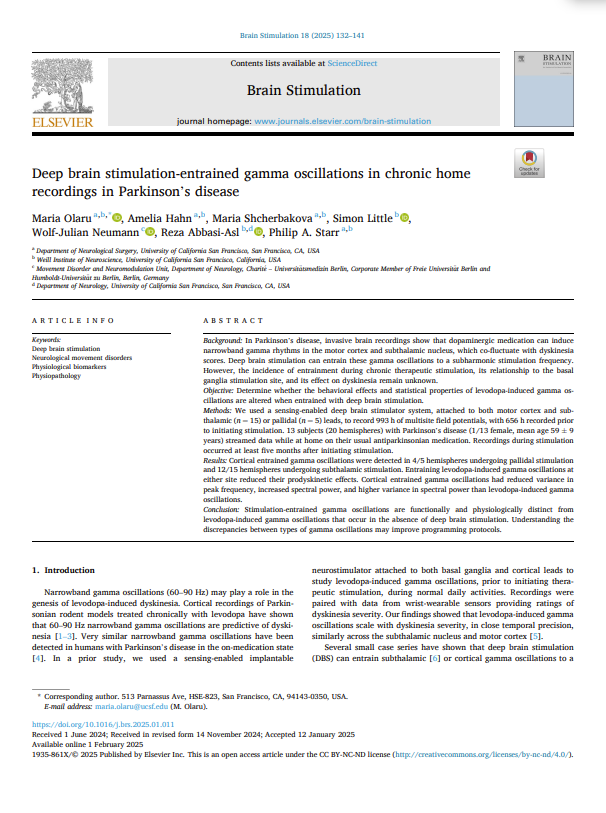 Brain Stimulation 18 (2025) 132–141
Contents lists available at ScienceDirect
Brain Stimulation
journal homepage: www.journals.elsevier.com/brain-stimulation
ELSEVIER
BRAIN
STIMULATION
Check for
updates
Deep brain stimulation-entrained gamma oscillations in chronic home
recordings in Parkinson's disease
Maria Olaru a,b,*, Amelia Hahn a,b, Maria Shcherbakova a,b, Simon Little b,
Wolf-Julian Neumann c, Reza Abbasi-Asl b,d, Philip A. Starr a,b
a Department of Neurological Surgery, University of California San Francisco, San Francisco, CA, USA
b Weill Institute of Neuroscience, University of California San Francisco, California, USA
c Movement Disorder and Neuromodulation Unit, Department of Neurology, Charité – Universitätsmedizin Berlin, Corporate Member of Freie Universität Berlin and
Humboldt-Universität zu Berlin, Berlin, Germany
d Department of Neurology, University of California San Francisco, San Francisco, CA, USA
ARTICLE INFO
Keywords:
Deep brain stimulation
Neurological movement disorders
Physiological biomarkers
Physiopathology
ABSTRACT
Background: In Parkinson's disease, invasive brain recordings show that dopaminergic medication can induce
narrowband gamma rhythms in the motor cortex and subthalamic nucleus, which co-fluctuate with dyskinesia
scores. Deep brain stimulation can entrain these gamma oscillations to a subharmonic stimulation frequency.
However, the incidence of entrainment during chronic therapeutic stimulation, its relationship to the basal
ganglia stimulation site, and its effect on dyskinesia remain unknown.
Objective: Determine whether the behavioral effects and statistical properties of levodopa-induced gamma os-
cillations are altered when entrained with deep brain stimulation.
Methods: We used a sensing-enabled deep brain stimulator system, attached to both motor cortex and sub-
thalamic (n = 15) or pallidal (n = 5) leads, to record 993 h of multisite field potentials, with 656 h recorded prior
to initiating stimulation. 13 subjects (20 hemispheres) with Parkinson's disease (1/13 female, mean age 59 ± 9
years) streamed data while at home on their usual antiparkinsonian medication. Recordings during stimulation
occurred at least five months after initiating stimulation.
Results: Cortical entrained gamma oscillations were detected in 4/5 hemispheres undergoing pallidal stimulation
and 12/15 hemispheres undergoing subthalamic stimulation. Entraining levodopa-induced gamma oscillations at
either site reduced their prodyskinetic effects. Cortical entrained gamma oscillations had reduced variance in
peak frequency, increased spectral power, and higher variance in spectral power than levodopa-induced gamma
oscillations.
Conclusion: Stimulation-entrained gamma oscillations are functionally and physiologically distinct from
levodopa-induced gamma oscillations that occur in the absence of deep brain stimulation. Understanding the
discrepancies between types of gamma oscillations may improve programming protocols.
1. Introduction
Narrowband gamma oscillations (60–90 Hz) may play a role in the
genesis of levodopa-induced dyskinesia. Cortical recordings of Parkin-
sonian rodent models treated chronically with levodopa have shown
that 60–90 Hz narrowband gamma oscillations are predictive of dyski-
nesia [1–3]. Very similar narrowband gamma oscillations have been
detected in humans with Parkinson's disease in the on-medication state
[4]. In a prior study, we used a sensing-enabled implantable
neurostimulator attached to both basal ganglia and cortical leads to
study levodopa-induced gamma oscillations, prior to initiating thera-
peutic stimulation, during normal daily activities. Recordings were
paired with data from wrist-wearable sensors providing ratings of
dyskinesia severity. Our findings showed that levodopa-induced gamma
oscillations scale with dyskinesia severity, in close temporal precision,
similarly across the subthalamic nucleus and motor cortex [5].
Several small case series have shown that deep brain stimulation
(DBS) can entrain subthalamic [6] or cortical gamma oscillations to a
* Corresponding author. 513 Parnassus Ave, HSE-823, San Francisco, CA, 94143-0350, USA.
E-mail address: maria.olaru@ucsf.edu (M. Olaru).
https://doi.org/10.1016/j.brs.2025.01.011
Received 1 June 2024; Received in revised form 14 November 2024; Accepted 12 January 2025
Available online 1 February 2025
1935-861X/© 2025 Published by Elsevier Inc. This is an open access article under the CC BY-NC-ND license (http://creativecommons.org/licenses/by-nc-nd/4.0/).